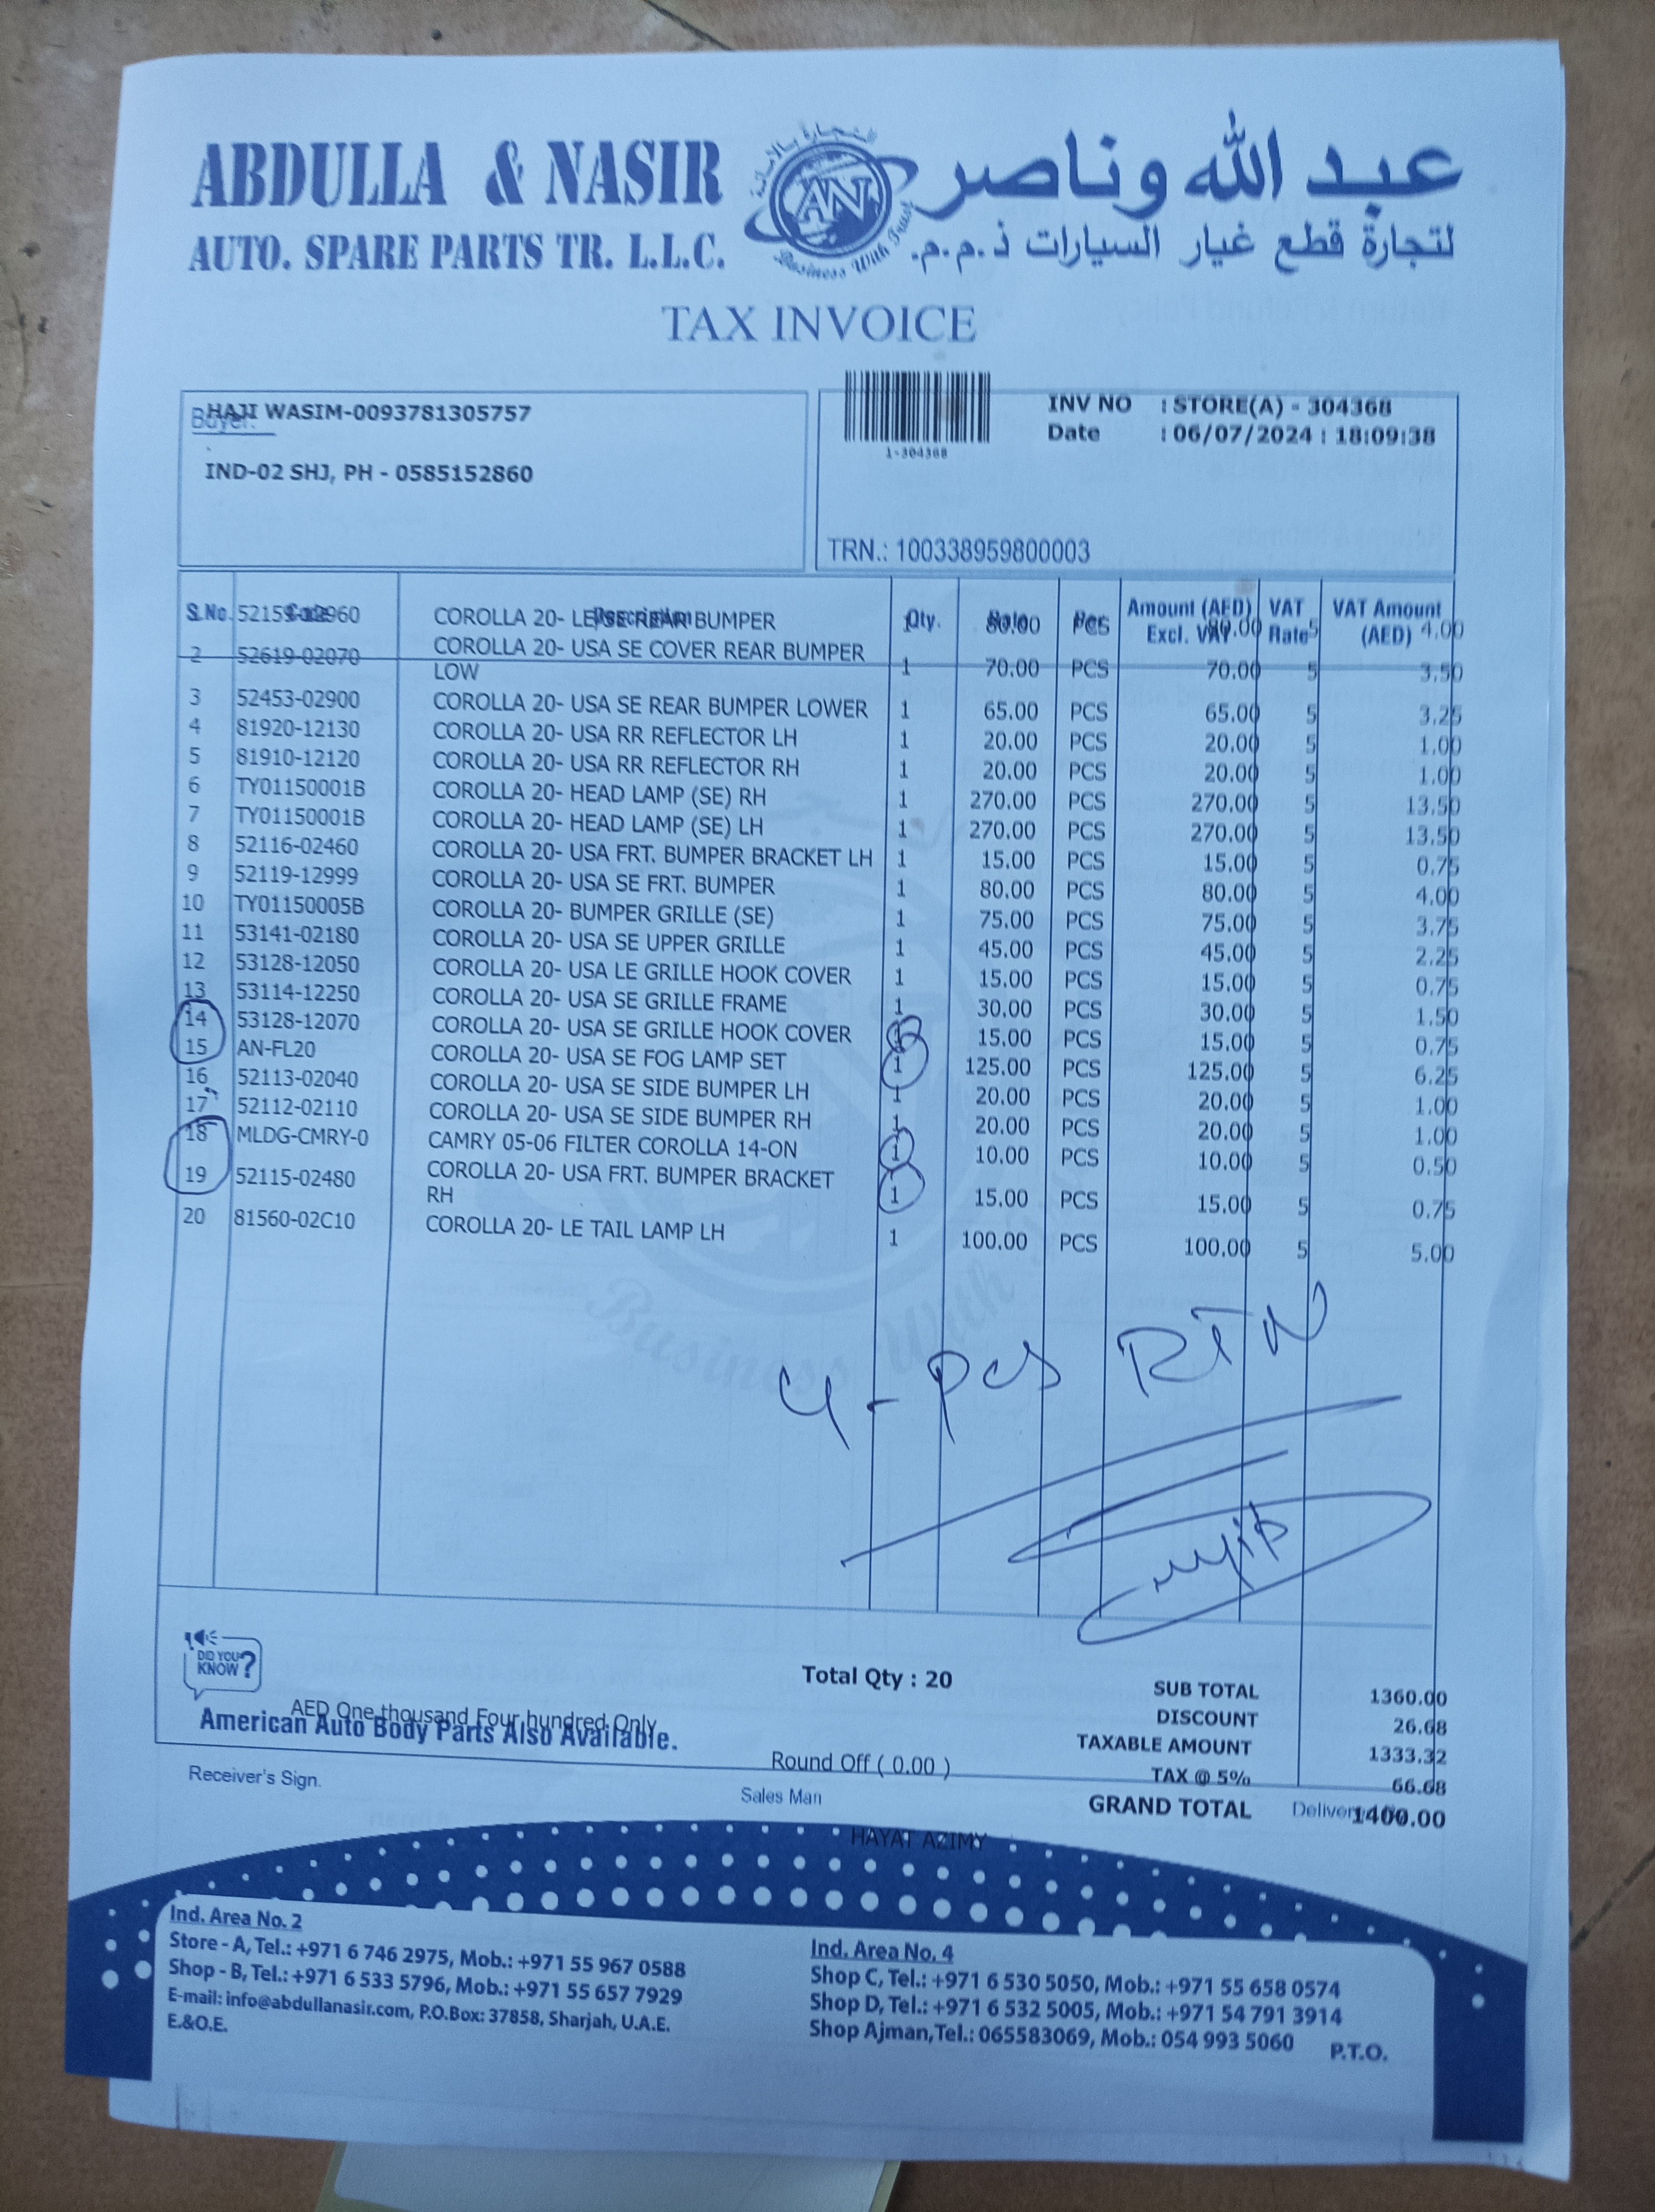 ABDULLA & NASIR
AUTO. SPARE PARTS TR. L.L.C.
التجارة بالأمانة
AN
Business With Trust
عبد الله وناصر
لتجارة قطع غيار السيارات ذ.م.م.
TAX INVOICE
Buyer:
HAJI WASIM-0093781305757
IND-02 SHJ, PH - 0585152860
1-304368
INV NO : STORE(A) - 304368
Date : 06/07/2024 : 18:09:38
TRN.: 100338959800003
S.No. Code Description Qty. Rate Amount (AED) Excl. VAT VAT Rate VAT Amount (AED)
52159-12960 COROLLA 20- LE/SE REAR BUMPER 1 80.00 PCS 80.00 5 4.00
2 52619-02070 COROLLA 20- USA SE COVER REAR BUMPER LOW 1 70.00 PCS 70.00 5 3.50
3 52453-02900 COROLLA 20- USA SE REAR BUMPER LOWER 1 65.00 PCS 65.00 5 3.25
4 81920-12130 COROLLA 20- USA RR REFLECTOR LH 1 20.00 PCS 20.00 5 1.00
5 81910-12120 COROLLA 20- USA RR REFLECTOR RH 1 20.00 PCS 20.00 5 1.00
6 TY01150001B COROLLA 20- HEAD LAMP (SE) RH 1 270.00 PCS 270.00 5 13.50
7 TY01150001B COROLLA 20- HEAD LAMP (SE) LH 1 270.00 PCS 270.00 5 13.50
8 52116-02460 COROLLA 20- USA FRT. BUMPER BRACKET LH 1 15.00 PCS 15.00 5 0.75
9 52119-12999 COROLLA 20- USA SE FRT. BUMPER 1 80.00 PCS 80.00 5 4.00
10 TY01150005B COROLLA 20- BUMPER GRILLE (SE) 1 75.00 PCS 75.00 5 3.75
11 53141-02180 COROLLA 20- USA SE UPPER GRILLE 1 45.00 PCS 45.00 5 2.25
12 53128-12050 COROLLA 20- USA LE GRILLE HOOK COVER 1 15.00 PCS 15.00 5 0.75
13 53114-12250 COROLLA 20- USA SE GRILLE FRAME 1 30.00 PCS 30.00 5 1.50
14 53128-12070 COROLLA 20- USA SE GRILLE HOOK COVER 1 15.00 PCS 15.00 5 0.75
15 AN-FL20 COROLLA 20- USA SE FOG LAMP SET 1 125.00 PCS 125.00 5 6.25
16 52113-02040 COROLLA 20- USA SE SIDE BUMPER LH 1 20.00 PCS 20.00 5 1.00
17 52112-02110 COROLLA 20- USA SE SIDE BUMPER RH 1 20.00 PCS 20.00 5 1.00
18 MLDG-CMRY-0 CAMRY 05-06 FILTER COROLLA 14-ON 1 10.00 PCS 10.00 5 0.50
19 52115-02480 COROLLA 20- USA FRT. BUMPER BRACKET RH 1 15.00 PCS 15.00 5 0.75
20 81560-02C10 COROLLA 20- LE TAIL LAMP LH 1 100.00 PCS 100.00 5 5.00
Business With
4- PCS RTN
DID YOU KNOW?
Total Qty : 20
AED One thousand Four hundred Only
American Auto Body Parts Also Available.
Round Off ( 0.00 )
SUB TOTAL 1360.00
DISCOUNT 26.68
TAXABLE AMOUNT 1333.32
TAX @ 5% 66.68
GRAND TOTAL 1400.00
Receiver's Sign.
Sales Man
HAYAT AZIMY
Ind. Area No. 2
Store - A, Tel.: +971 6 746 2975, Mob.: +971 55 967 0588
Shop - B, Tel.: +971 6 533 5796, Mob.: +971 55 657 7929
E-mail: info@abdullanasir.com, P.O.Box: 37858, Sharjah, U.A.E.
E.&O.E.
Ind. Area No. 4
Shop C, Tel.: +971 6 530 5050, Mob.: +971 55 658 0574
Shop D, Tel.: +971 6 532 5005, Mob.: +971 54 791 3914
Shop Ajman,Tel.: 065583069, Mob.: 054 993 5060
P.T.O.